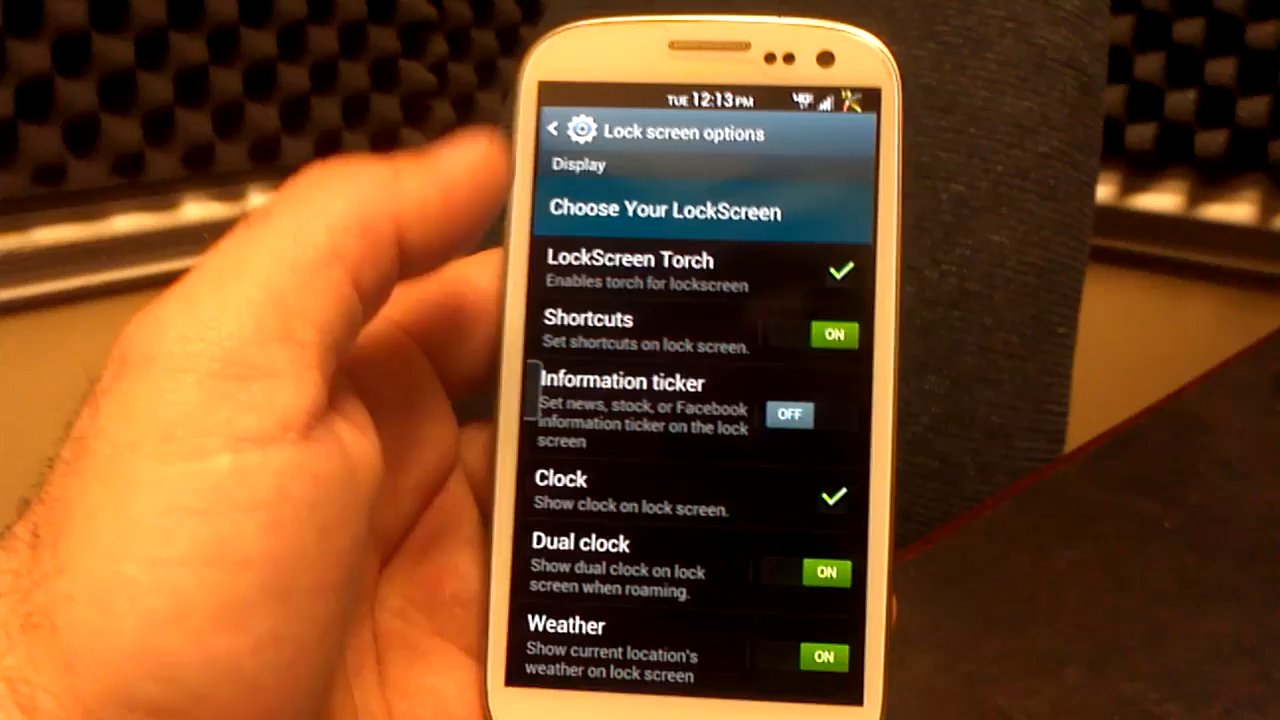 TUE 12:13 PM
Lock screen options
Display
Choose Your LockScreen
LockScreen Torch
Enables torch for lockscreen
Shortcuts
Set shortcuts on lock screen.
ON
Information ticker
Set news, stock, or Facebook
information ticker on the lock
screen
OFF
Clock
Show clock on lock screen.
Dual clock
Show dual clock on lock
screen when roaming.
ON
Weather
Show current location's
weather on lock screen
ON